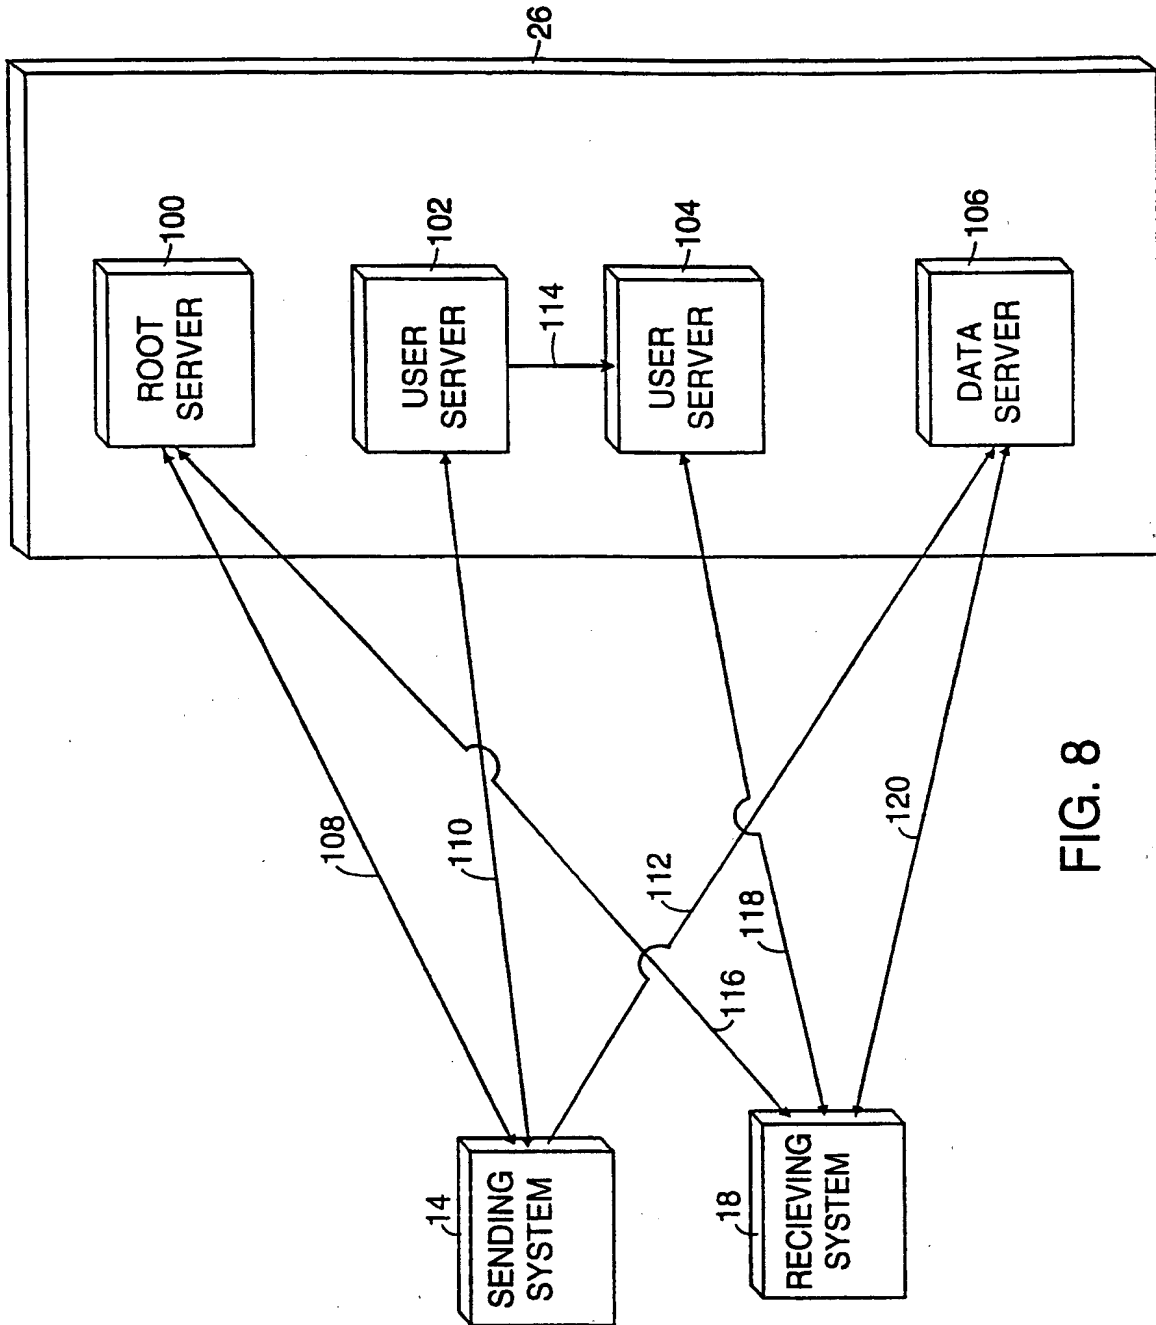 26
100
ROOT
SERVER
102
USER
SERVER
114
104
USER
SERVER
106
DATA
SERVER
108
110
112
116
118
120
14
SENDING
SYSTEM
18
RECIEVING
SYSTEM
FIG. 8